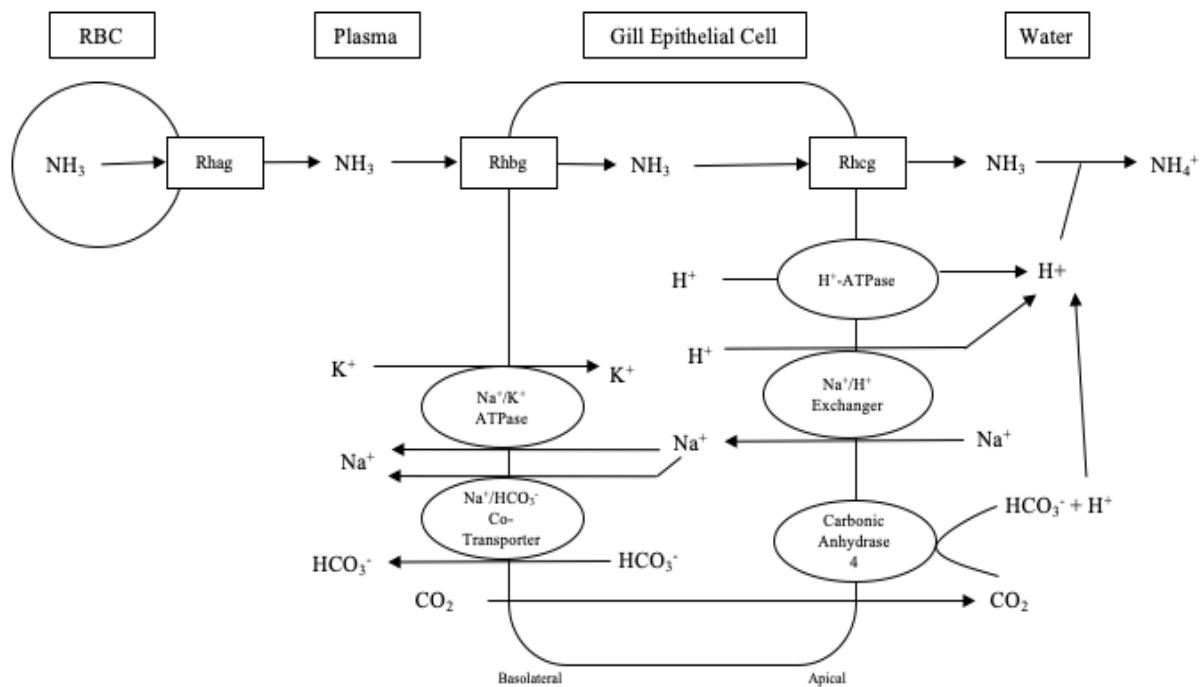 RBC Plasma Gill Epithelial Cell Water
NH₃ Rhag NH₃ Rhbg NH₃ Rhcg NH₃ NH₄⁺
H⁺ H⁺-ATPase H+
H⁺
K⁺ K⁺
Na⁺/K⁺
ATPase
Na⁺/H⁺
Exchanger
Na⁺ Na⁺ Na⁺
Na⁺/HCO₃⁻
Co-
Transporter
Carbonic
Anhydrase
4
HCO₃⁻ + H⁺
HCO₃⁻ HCO₃⁻
CO₂ CO₂
Basolateral Apical